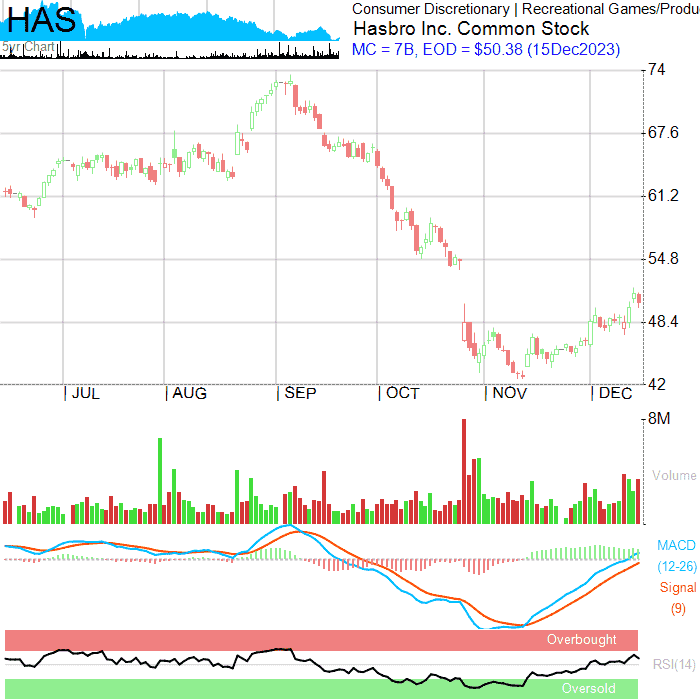 HAS
5yr Chart
Consumer Discretionary | Recreational Games/Produ
Hasbro Inc. Common Stock
MC = 7B, EOD = $50.38 (15Dec2023)
74
67.6
61.2
54.8
48.4
42
| JUL | AUG | SEP | OCT | NOV | DEC
8M
Volume
MACD
(12-26)
Signal
(9)
Overbought
RSI(14)
Oversold